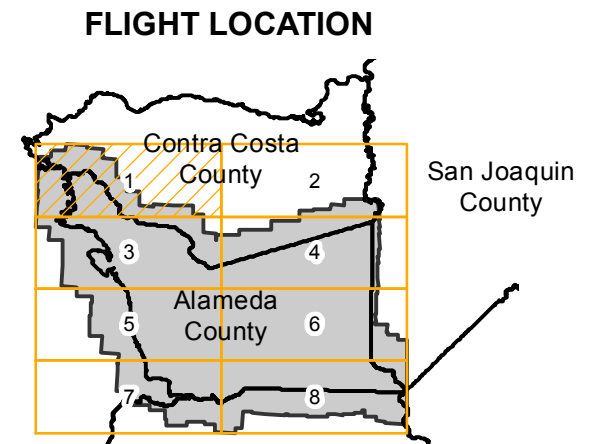 FLIGHT LOCATION
Contra Costa
County
San Joaquin
County
1
2
3
4
Alameda
County
5
6
7
8